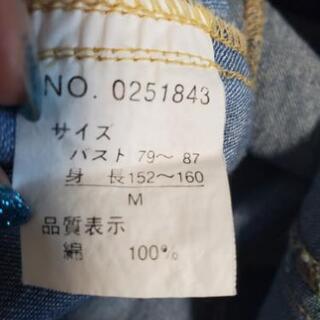 NO. 0251843
サイズ
バスト 79～ 87
身 長 152～160
M
品質表示
綿 100%